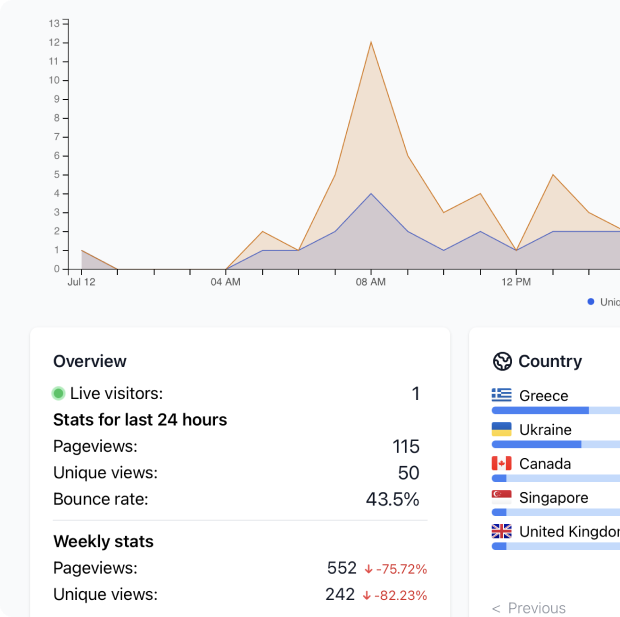 13
12
11
10
9
8
7
6
5
4
3
2
1
0
Jul 12 04 AM 08 AM 12 PM
Uniq
Overview
Live visitors: 1
Stats for last 24 hours
Pageviews: 115
Unique views: 50
Bounce rate: 43.5%
Weekly stats
Pageviews: 552 ↓ -75.72%
Unique views: 242 ↓ -82.23%
Country
Greece
Ukraine
Canada
Singapore
United Kingdo
< Previous